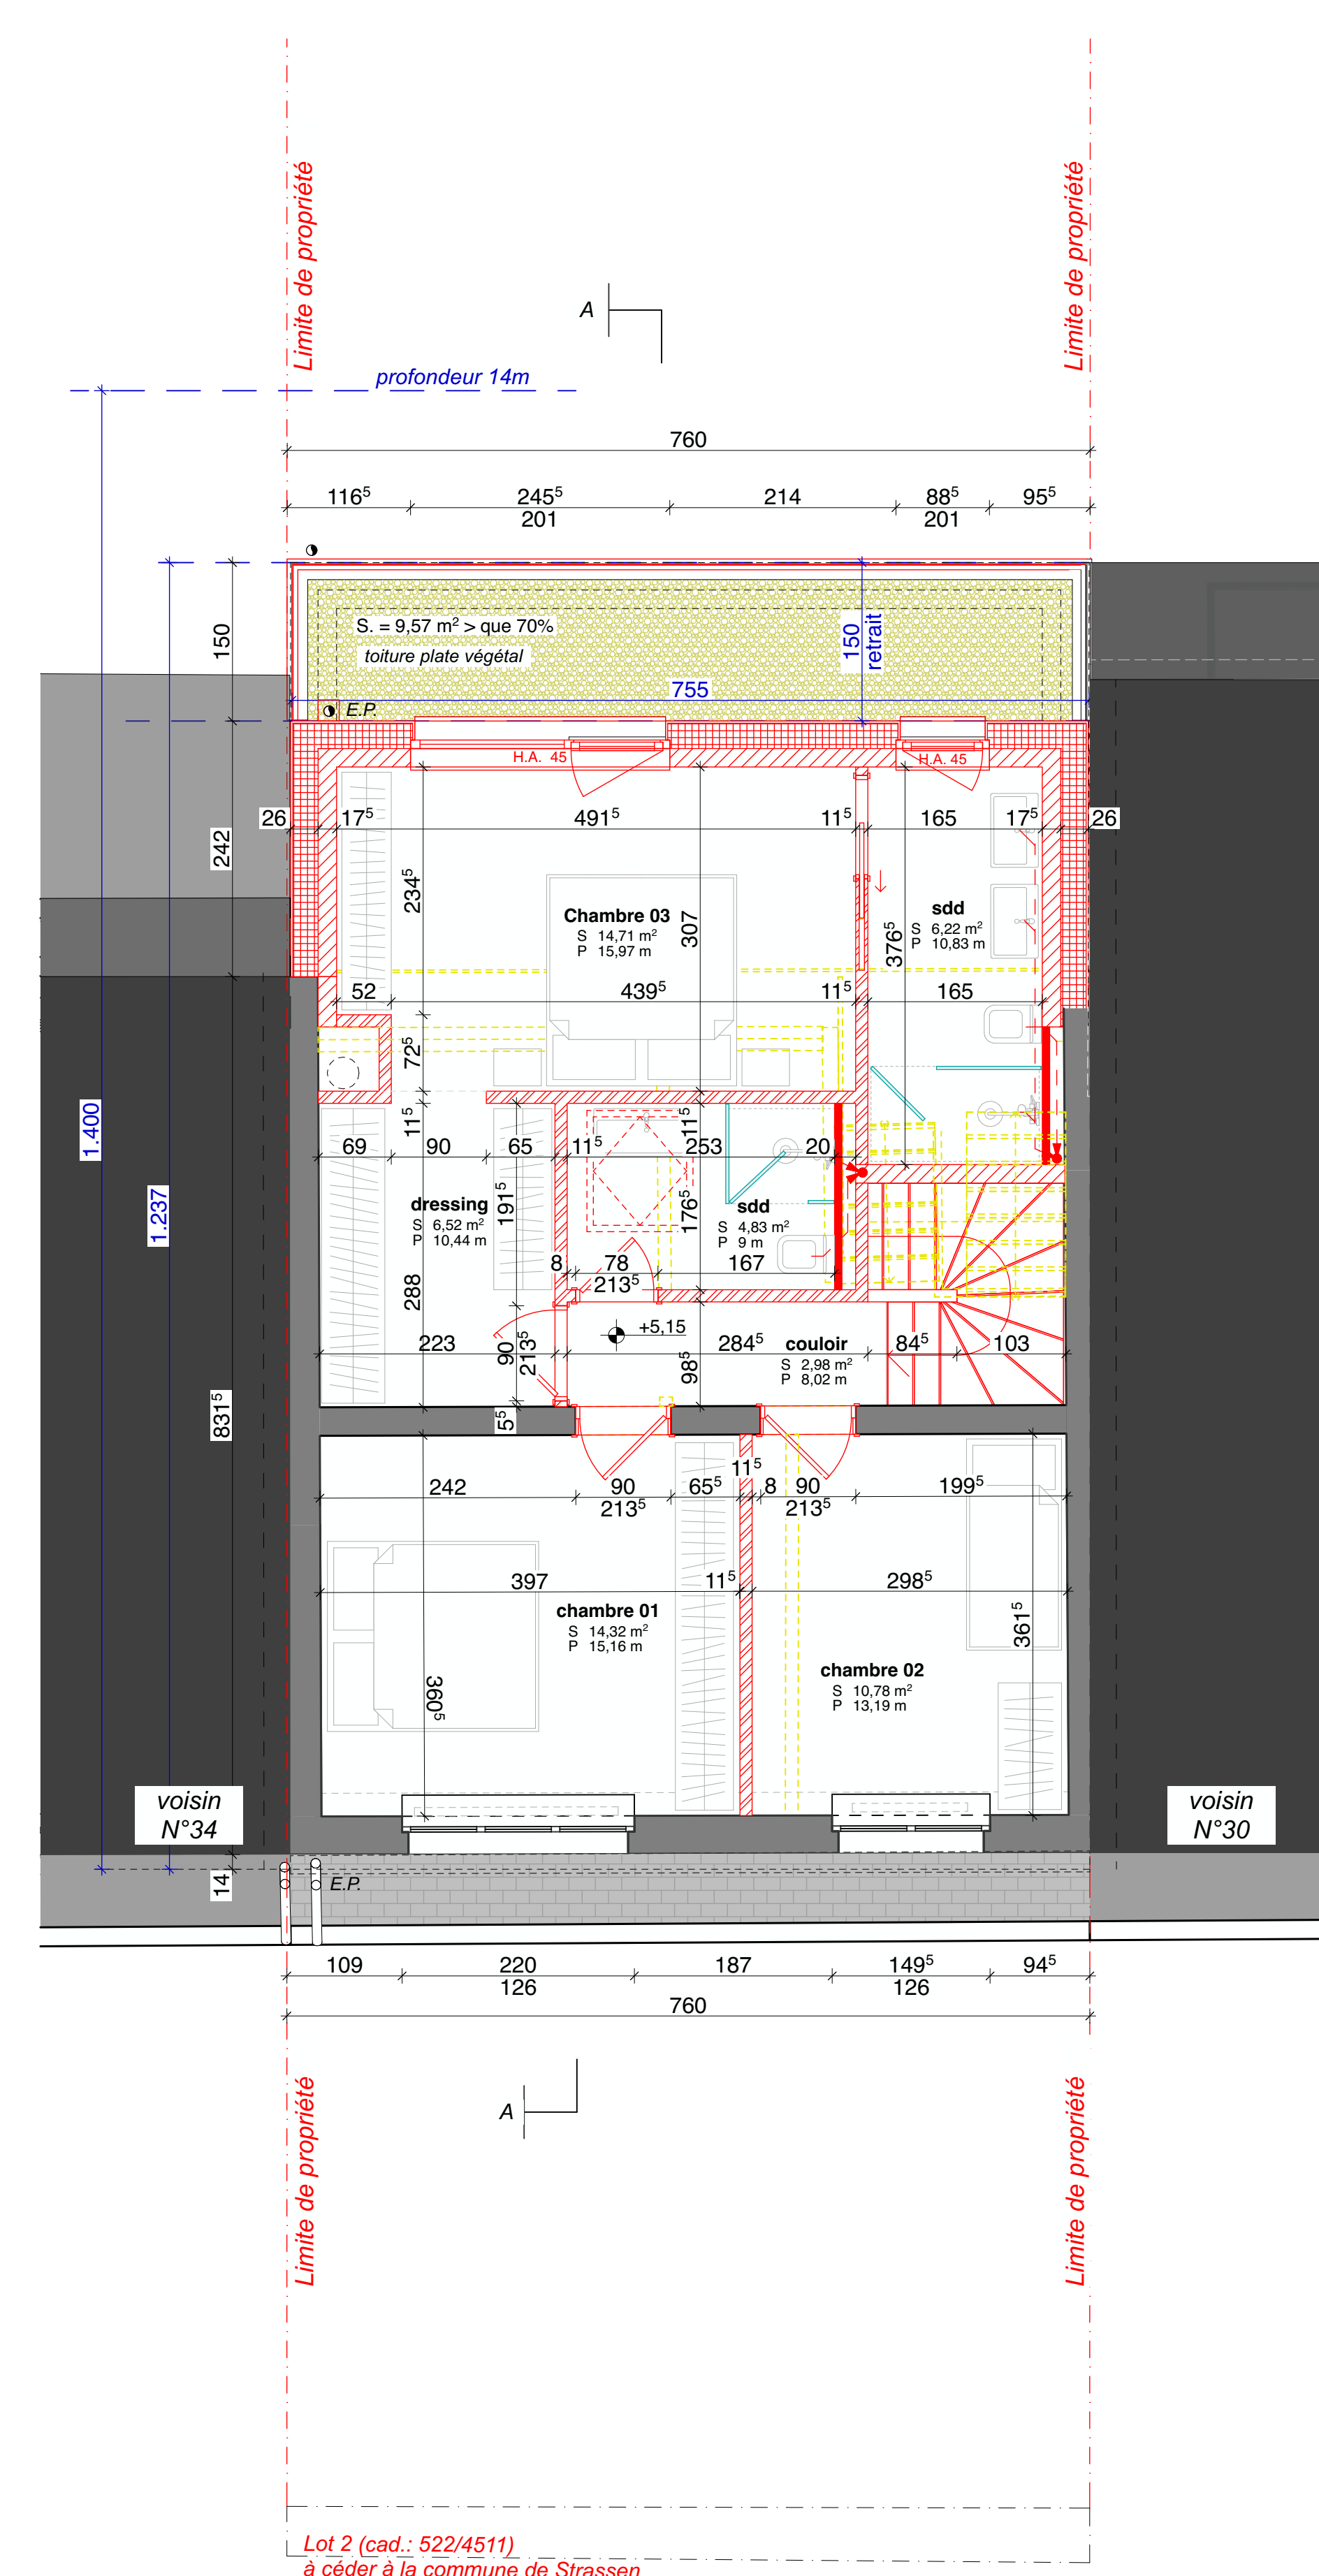 Limite de propriété
Limite de propriété
A
profondeur 14m
760
116⁵
245⁵
214
88⁵
95⁵
201
201
S. = 9,57 m² > que 70%
toiture plate végétal
150
150
retrait
755
E.P.
H.A. 45
H.A. 45
26
17⁵
491⁵
11⁵
165
17⁵
26
242
234⁵
307
376⁵
Chambre 03
S 14,71 m²
P 15,97 m
sdd
S 6,22 m²
P 10,83 m
52
439⁵
11⁵
165
72⁵
1.400
11⁵
11⁵
69
90
65
11⁵
253
20
1.237
dressing
S 6,52 m²
P 10,44 m
191⁵
176⁵
sdd
S 4,83 m²
P 9 m
8
78
167
213⁵
288
+5,15
223
90
213⁵
284⁵
couloir
S 2,98 m²
P 8,02 m
84⁵
103
98⁵
831⁵
5⁵
11⁵
242
90
65⁵
8
90
199⁵
213⁵
213⁵
397
11⁵
298⁵
chambre 01
S 14,32 m²
P 15,16 m
361⁵
360⁵
chambre 02
S 10,78 m²
P 13,19 m
voisin
N°34
voisin
N°30
14
E.P.
109
220
187
149⁵
94⁵
126
126
760
A
Limite de propriété
Limite de propriété
Lot 2 (cad.: 522/4511)
à céder à la commune de Strassen